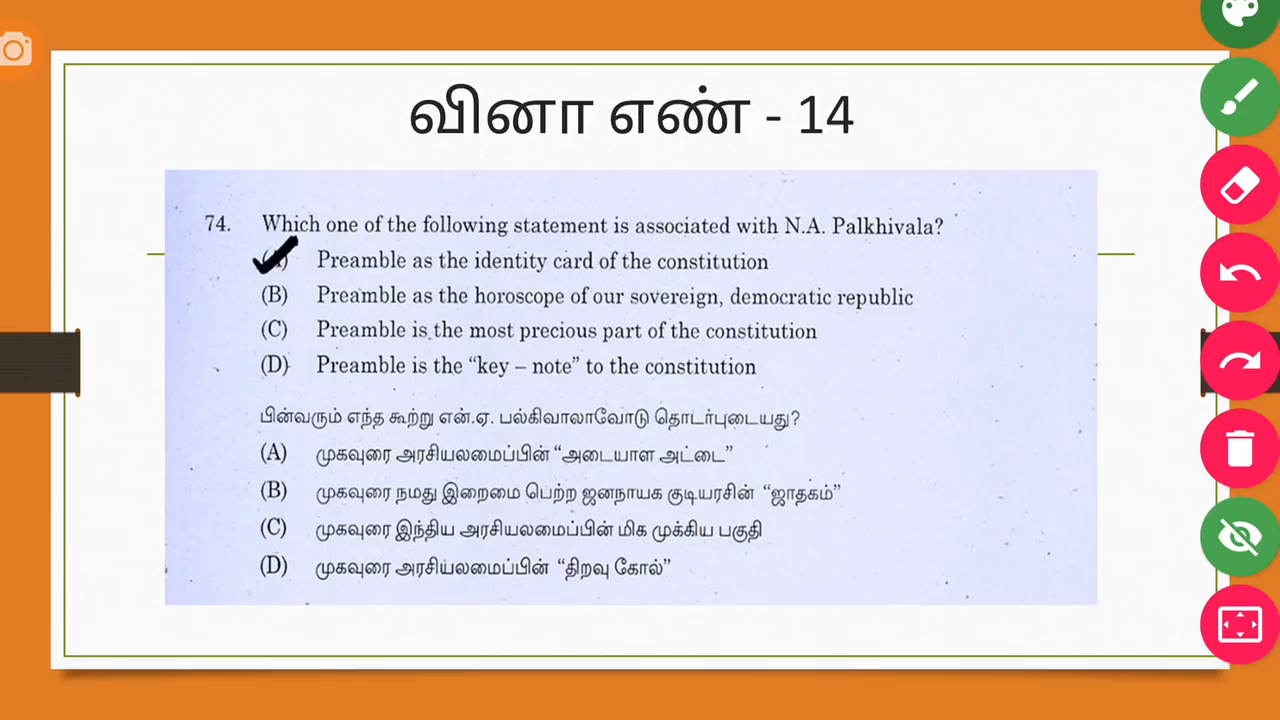 வினா எண் - 14
74. Which one of the following statement is associated with N.A. Palkhivala?
Preamble as the identity card of the constitution
(B) Preamble as the horoscope of our sovereign, democratic republic
(C) Preamble is the most precious part of the constitution
(D) Preamble is the “key – note” to the constitution
பின்வரும் எந்த கூற்று என்.ஏ. பல்கிவாலாவோடு தொடர்புடையது?
(A) முகவுரை அரசியலமைப்பின் “அடையாள அட்டை”
(B) முகவுரை நமது இறைமை பெற்ற ஜனநாயக குடியரசின் “ஜாதகம்”
(C) முகவுரை இந்திய அரசியலமைப்பின் மிக முக்கிய பகுதி
(D) முகவுரை அரசியலமைப்பின் “திறவு கோல்”